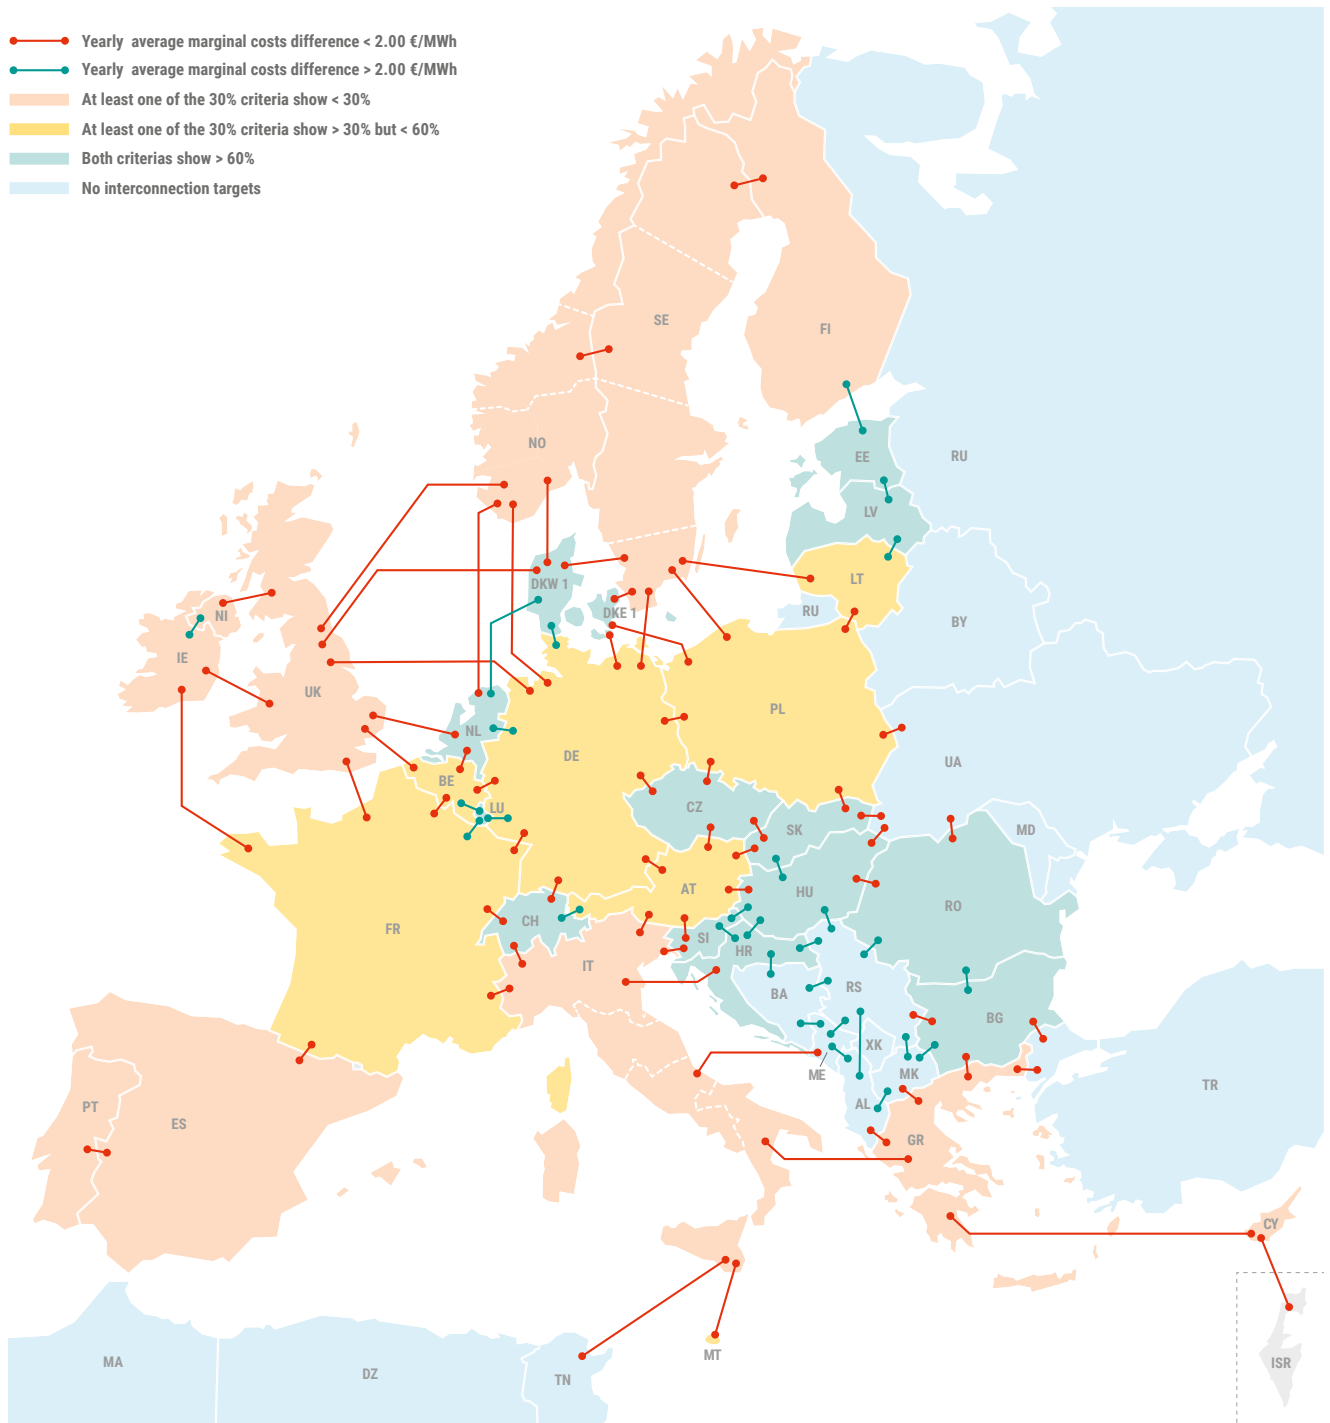 Yearly average marginal costs difference < 2.00 €/MWh
Yearly average marginal costs difference > 2.00 €/MWh
At least one of the 30% criteria show < 30%
At least one of the 30% criteria show > 30% but < 60%
Both criterias show > 60%
No interconnection targets
SE
FI
NO
EE
RU
LV
DKW 1
LT
DKE 1
RU
NI
BY
IE
UK
PL
NL
DE
UA
BE
LU
CZ
SK
MD
AT
HU
RO
CH
FR
SI
HR
IT
RS
BA
BG
XK
ME
MK
TR
PT
AL
ES
GR
CY
MT
MA
ISR
DZ
TN